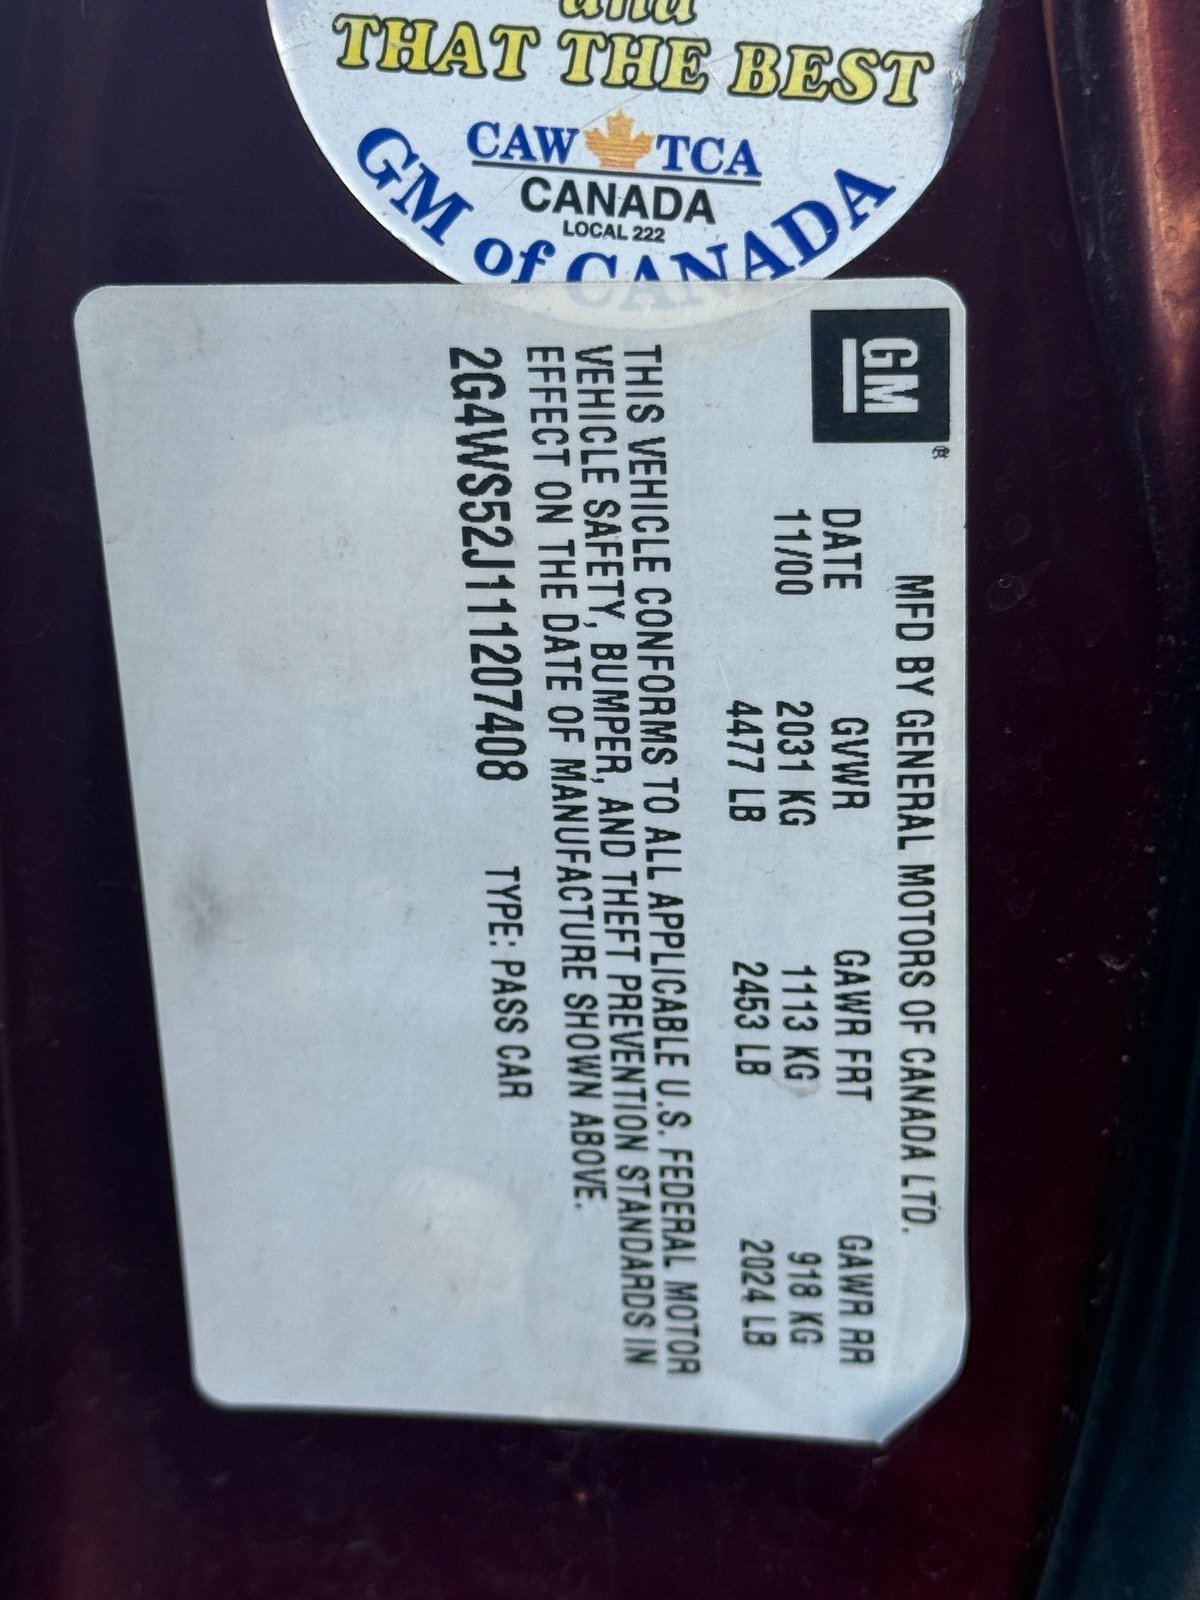 and
THAT THE BEST
CAW TCA
CANADA
LOCAL 222
GM of CANADA
GM ®
MFD BY GENERAL MOTORS OF CANADA LTD.
DATE GVWR GAWR FRT GAWR RR
11/00 2031 KG 1113 KG 918 KG
4477 LB 2453 LB 2024 LB
THIS VEHICLE CONFORMS TO ALL APPLICABLE U.S. FEDERAL MOTOR
VEHICLE SAFETY, BUMPER, AND THEFT PREVENTION STANDARDS IN
EFFECT ON THE DATE OF MANUFACTURE SHOWN ABOVE.
2G4WS52J111207408 TYPE: PASS CAR